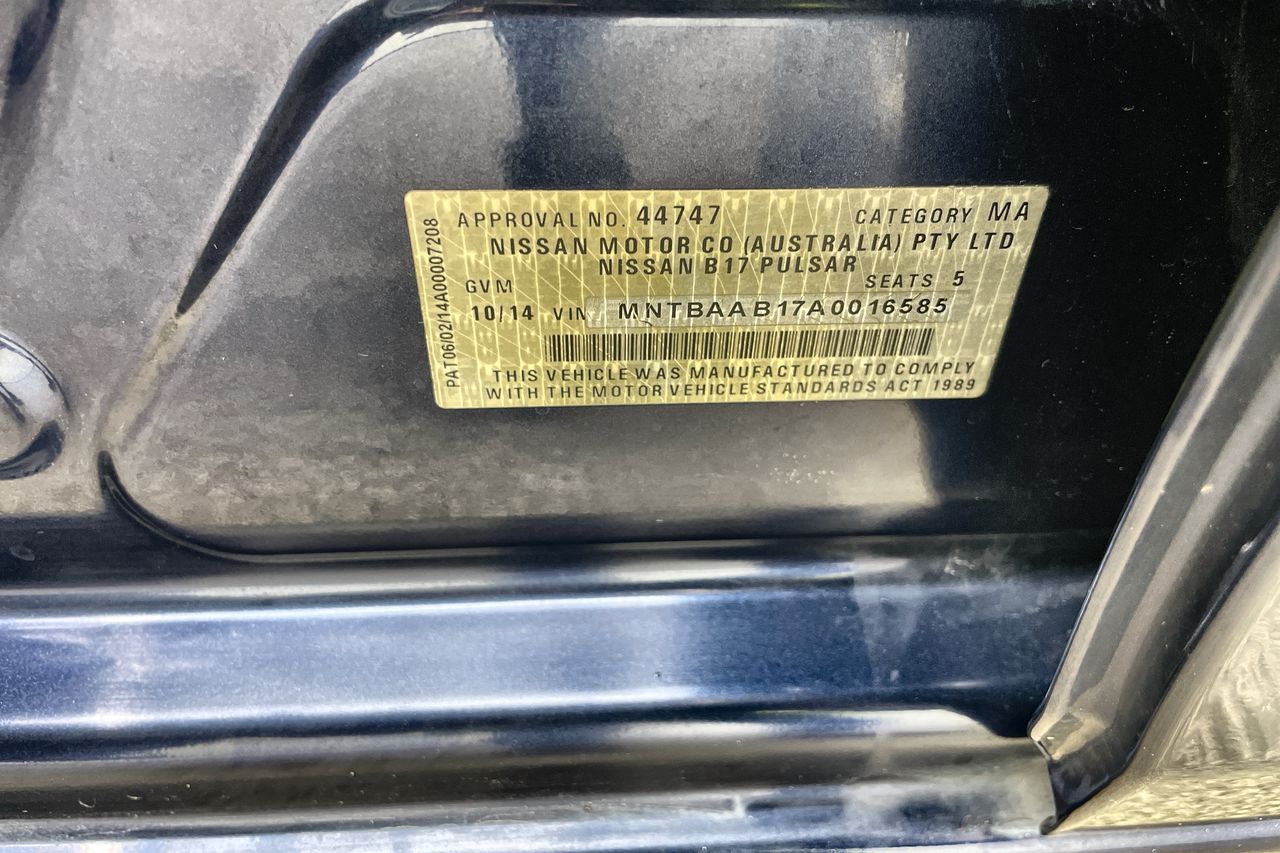 APPROVAL NO. 44747 CATEGORY MA
NISSAN MOTOR CO (AUSTRALIA) PTY LTD
NISSAN B17 PULSAR
GVM SEATS 5
10/14 VIN MNTBAAB17A0016585
THIS VEHICLE WAS MANUFACTURED TO COMPLY
WITH THE MOTOR VEHICLE STANDARDS ACT 1989
PAT06/02/14A00007208